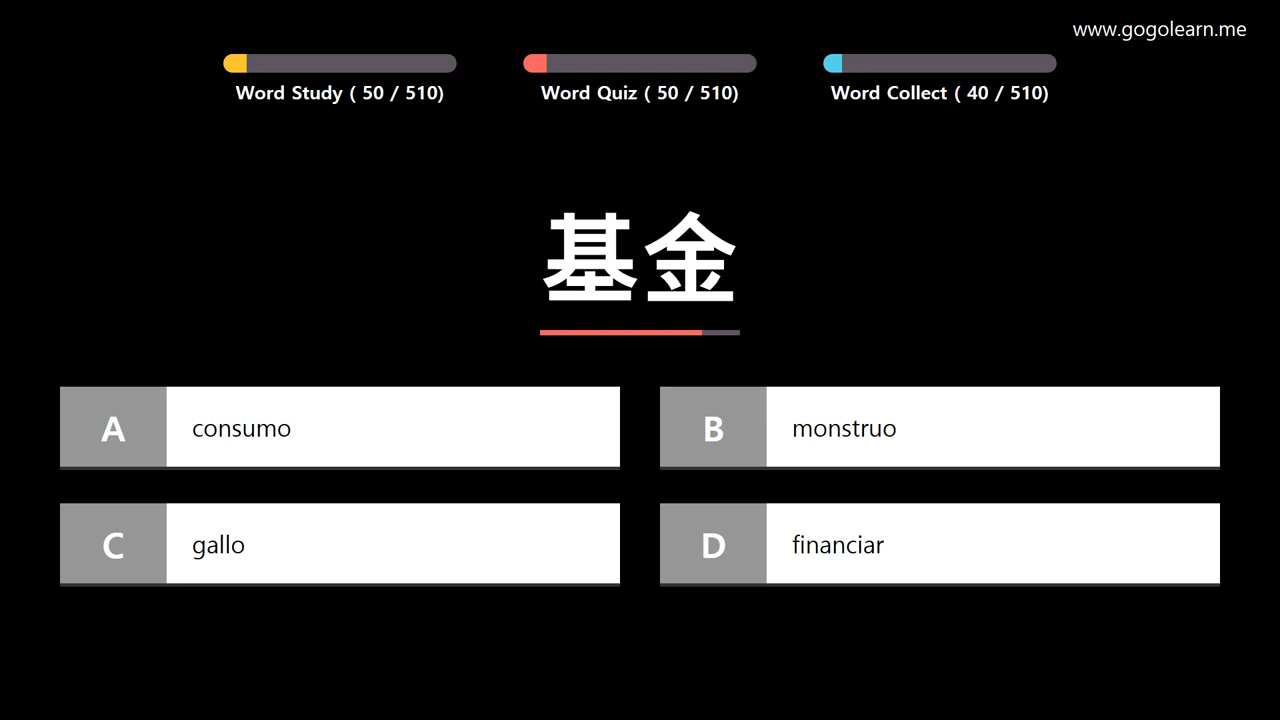 www.gogolearn.me
Word Study ( 50 / 510)
Word Quiz ( 50 / 510)
Word Collect ( 40 / 510)
基金
A consumo
B monstruo
C gallo
D financiar